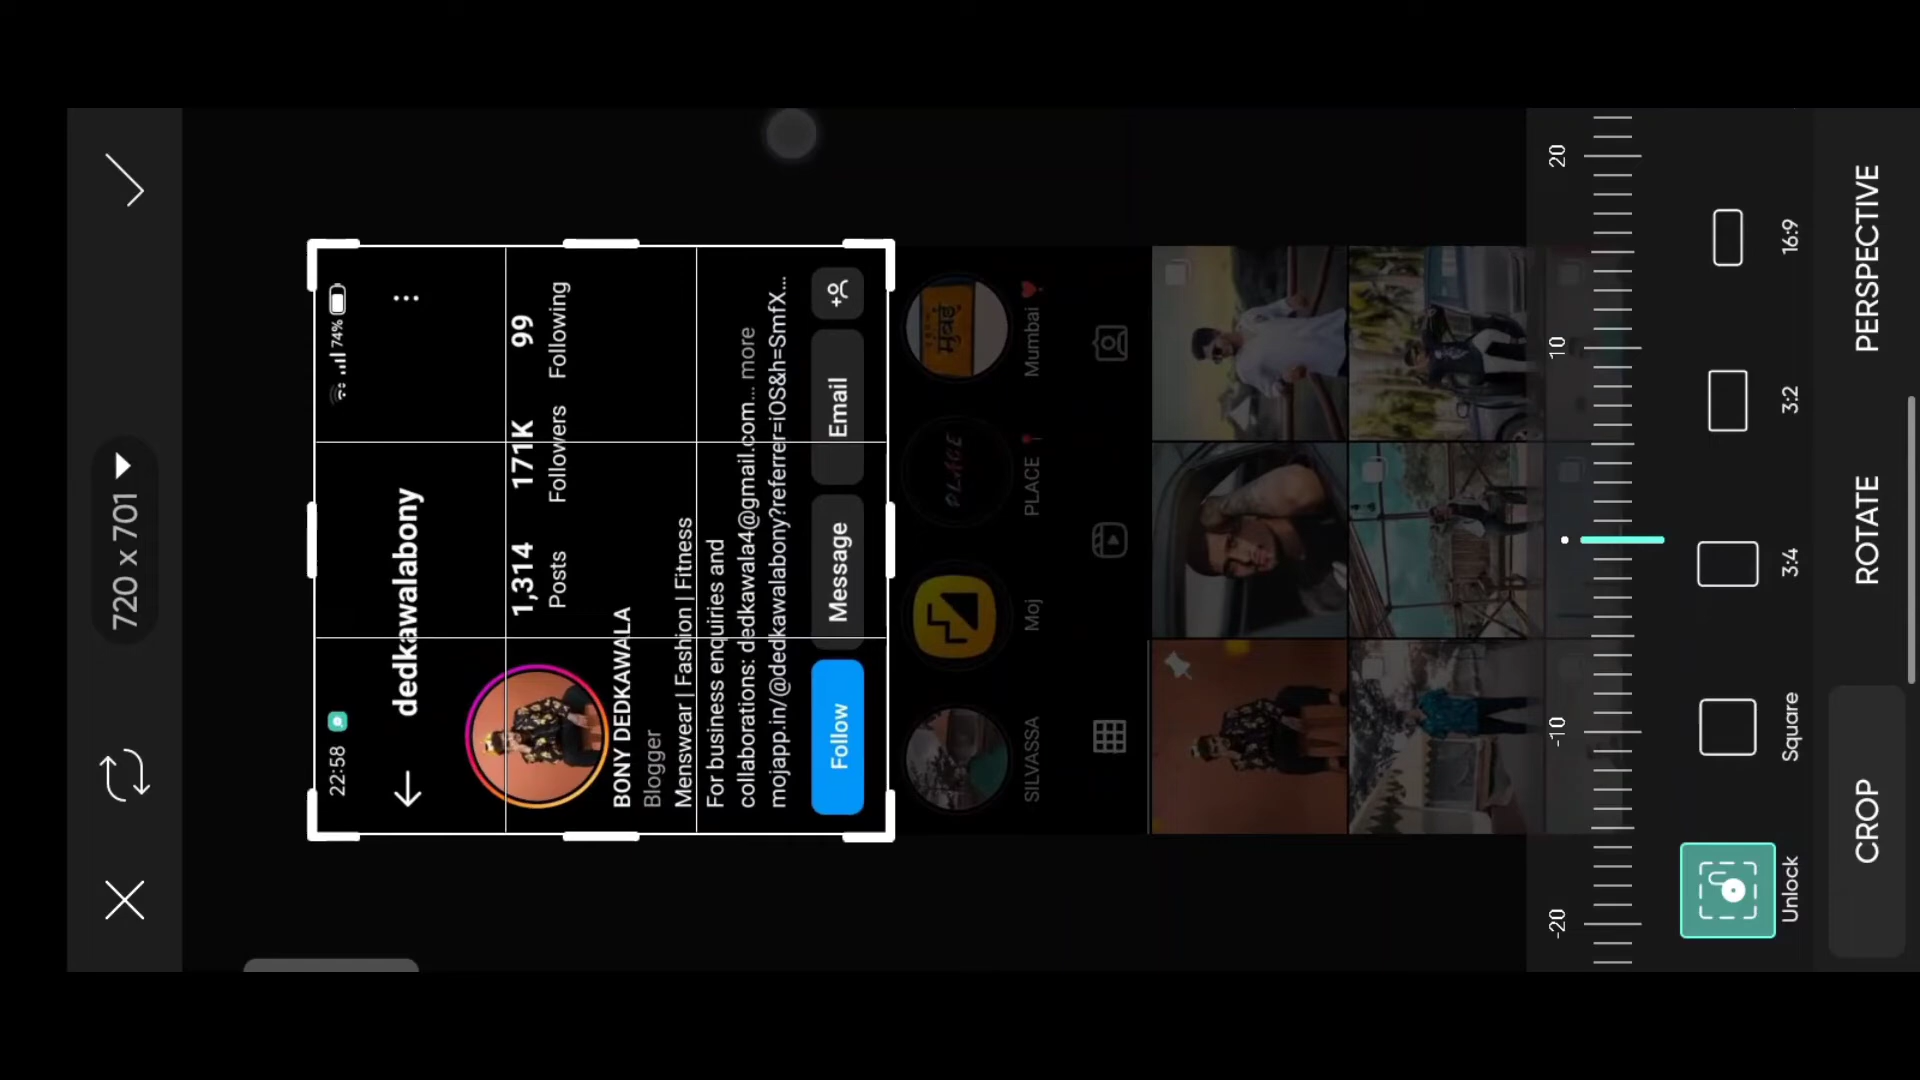 720 x 701
22:58
74%
dedkawalabony
1,314 171K 99
Posts Followers Following
BONY DEDKAWALA
Blogger
Menswear | Fashion | Fitness
For business enquiries and
collaborations: dedkawala4@gmail.com... more
mojapp.in/@dedkawalabony?referrer=iOS&h=SmfX...
Follow Message Email
मुंबई
PLACE
SILVASSA Moj PLACE Mumbai
-20 -10 10 20
Unlock Square 3:4 3:2 16:9
CROP ROTATE PERSPECTIVE